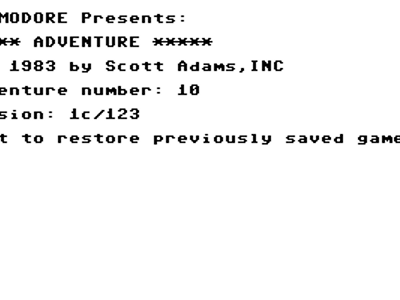 MODORE Presents:
** ADVENTURE *****
1983 by Scott Adams,INC
enture number: 10
sion: 1c/123
t to restore previously saved game